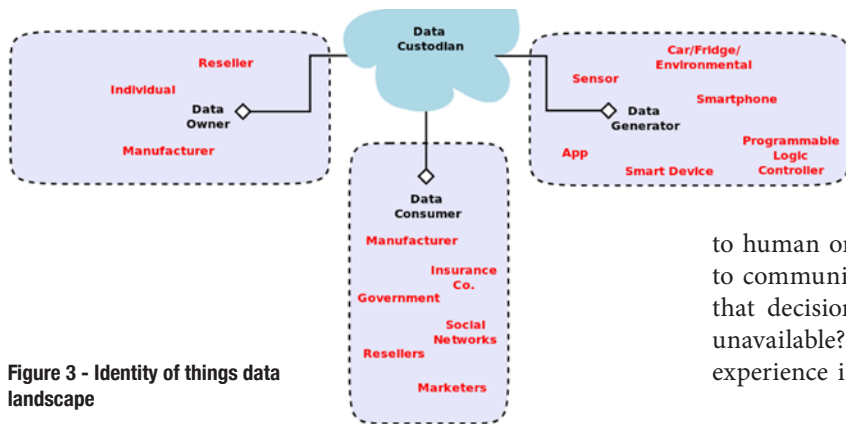 Data
Custodian
Reseller
Individual
Data
Owner
Manufacturer
Car/Fridge/
Environmental
Sensor
Smartphone
Data
Generator
App
Smart Device
Programmable
Logic
Controller
Data
Consumer
Manufacturer
Insurance
Co.
Government
Social
Networks
Resellers
Marketers
Figure 3 - Identity of things data
landscape
to human or
to communi
that decision
unavailable?
experience i